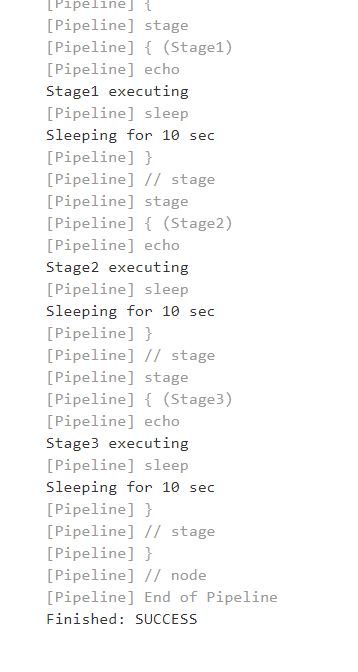 [Pipeline] {
[Pipeline] stage
[Pipeline] { (Stage1)
[Pipeline] echo
Stage1 executing
[Pipeline] sleep
Sleeping for 10 sec
[Pipeline] }
[Pipeline] // stage
[Pipeline] stage
[Pipeline] { (Stage2)
[Pipeline] echo
Stage2 executing
[Pipeline] sleep
Sleeping for 10 sec
[Pipeline] }
[Pipeline] // stage
[Pipeline] stage
[Pipeline] { (Stage3)
[Pipeline] echo
Stage3 executing
[Pipeline] sleep
Sleeping for 10 sec
[Pipeline] }
[Pipeline] // stage
[Pipeline] }
[Pipeline] // node
[Pipeline] End of Pipeline
Finished: SUCCESS